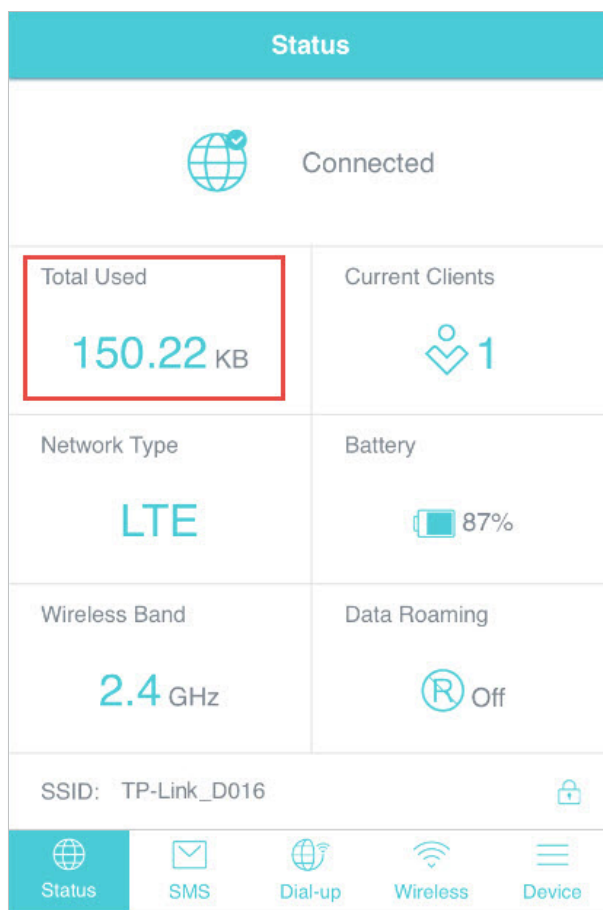 Status
Connected
Total Used
Current Clients
150.22 KB
1
Network Type
Battery
LTE
87%
Wireless Band
Data Roaming
2.4 GHz
R Off
SSID: TP-Link_D016
Status
SMS
Dial-up
Wireless
Device